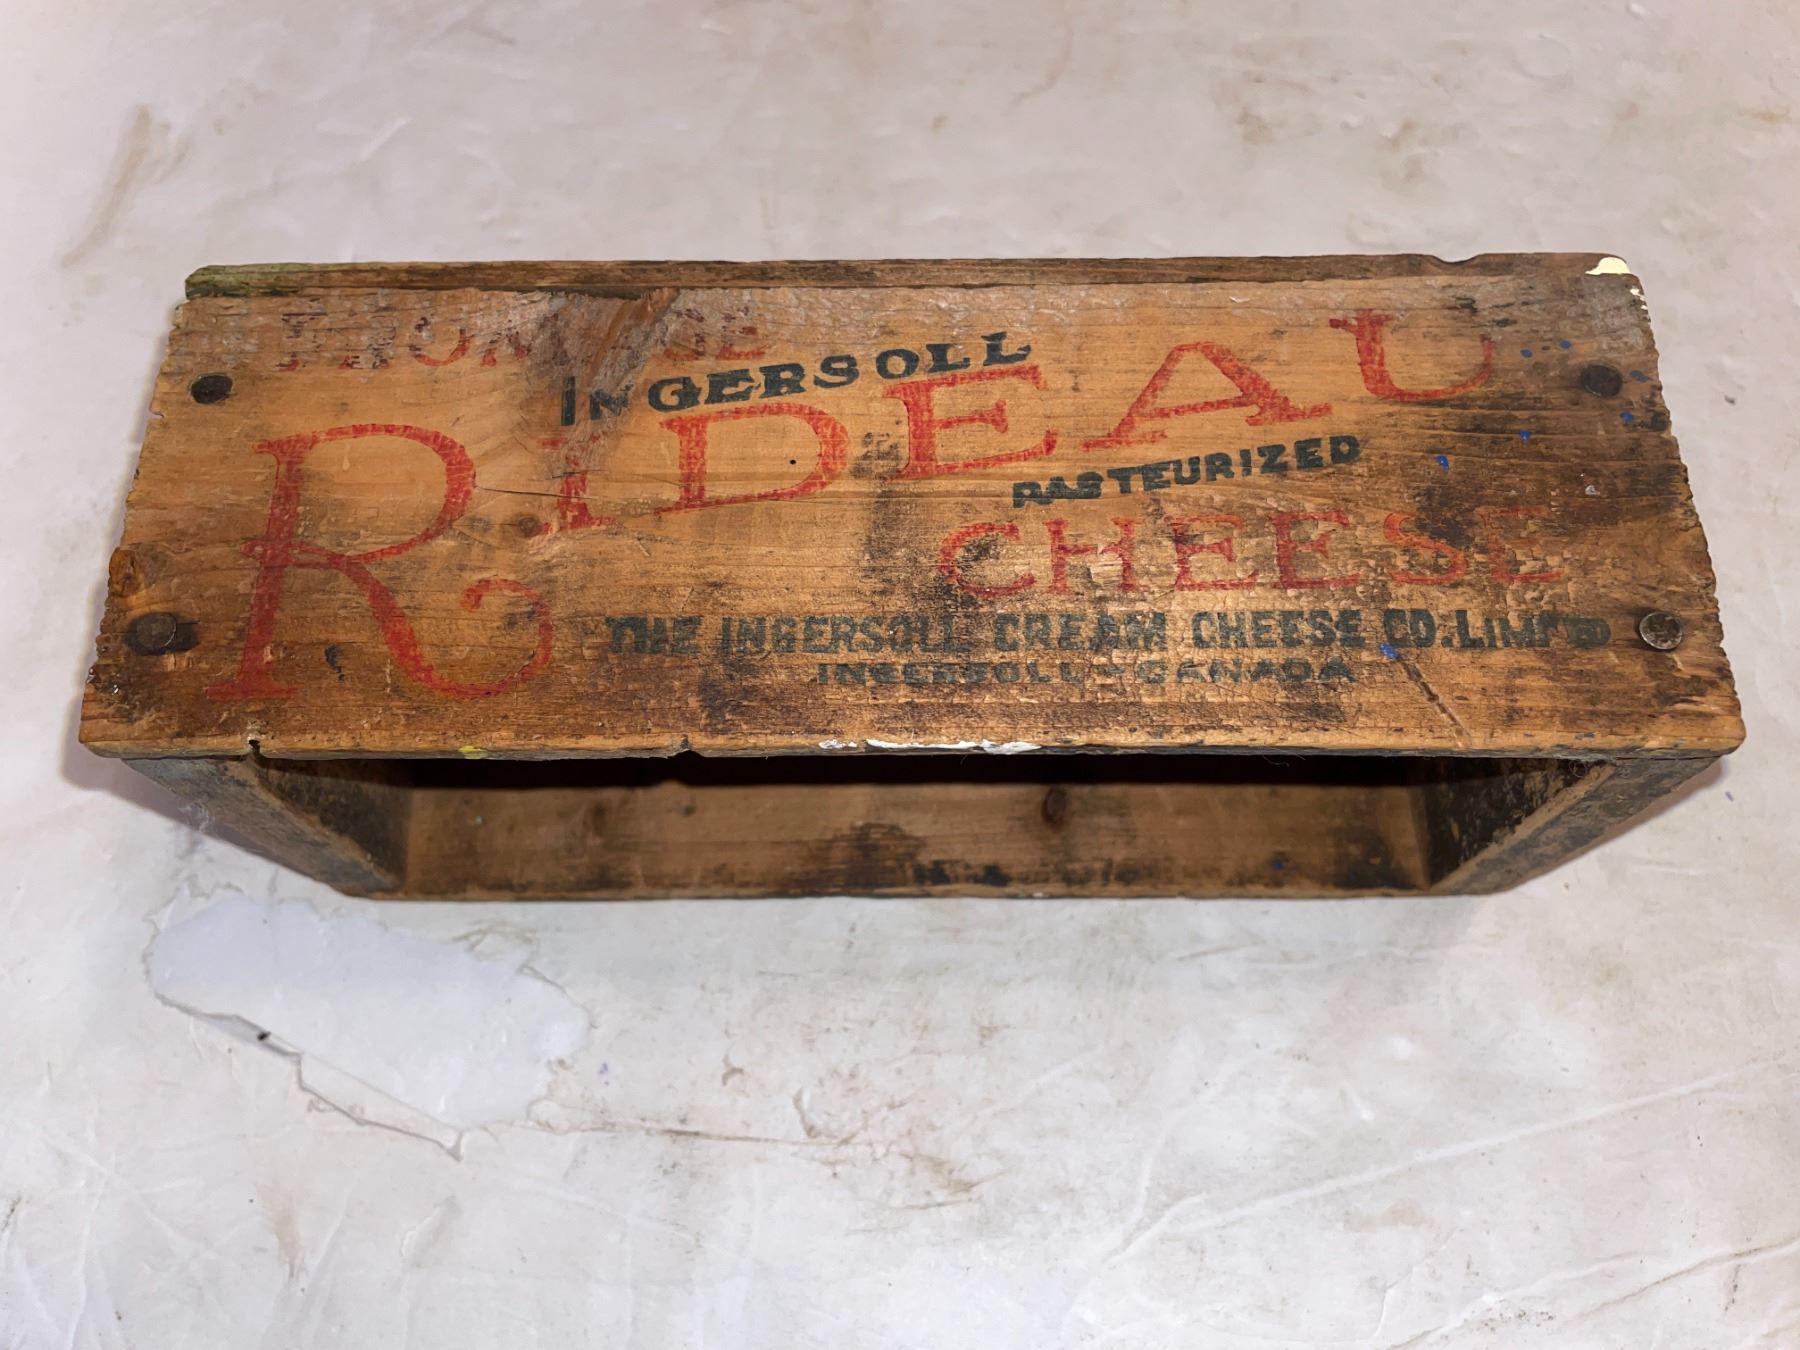 INGERSOLL
RIDEAU
PASTEURIZED
CHEESE
THE INGERSOLL CREAM CHEESE CO. LIMITED
INGERSOLL - CANADA